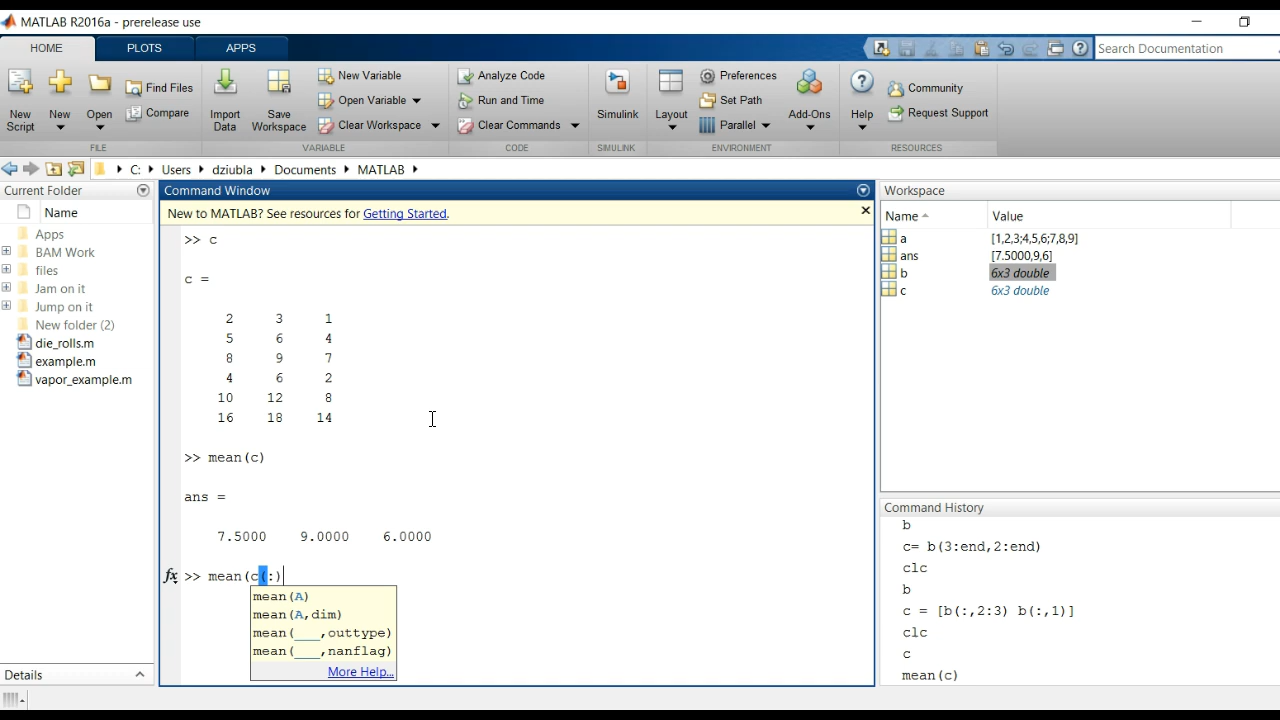 MATLAB R2016a - prerelease use
HOME PLOTS APPS
Search Documentation
New Script
New
Open
Find Files
Compare
FILE
Import Data
Save Workspace
New Variable
Open Variable
Clear Workspace
VARIABLE
Analyze Code
Run and Time
Clear Commands
CODE
Simulink
SIMULINK
Layout
Preferences
Set Path
Parallel
Add-Ons
ENVIRONMENT
Help
Community
Request Support
RESOURCES
C: Users dziubla Documents MATLAB
Current Folder
Name
Apps
BAM Work
files
Jam on it
Jump on it
New folder (2)
die_rolls.m
example.m
vapor_example.m
Details
Command Window
New to MATLAB? See resources for Getting Started.
>> c
c =
2 3 1
5 6 4
8 9 7
4 6 2
10 12 8
16 18 14
>> mean(c)
ans =
7.5000 9.0000 6.0000
fx >> mean(c(:)
mean(A)
mean(A,dim)
mean(___,outtype)
mean(___,nanflag)
More Help...
Workspace
Name Value
a [1,2,3;4,5,6;7,8,9]
ans [7.5000,9,6]
b 6x3 double
c 6x3 double
Command History
b
c= b(3:end,2:end)
clc
b
c = [b(:,2:3) b(:,1)]
clc
c
mean(c)